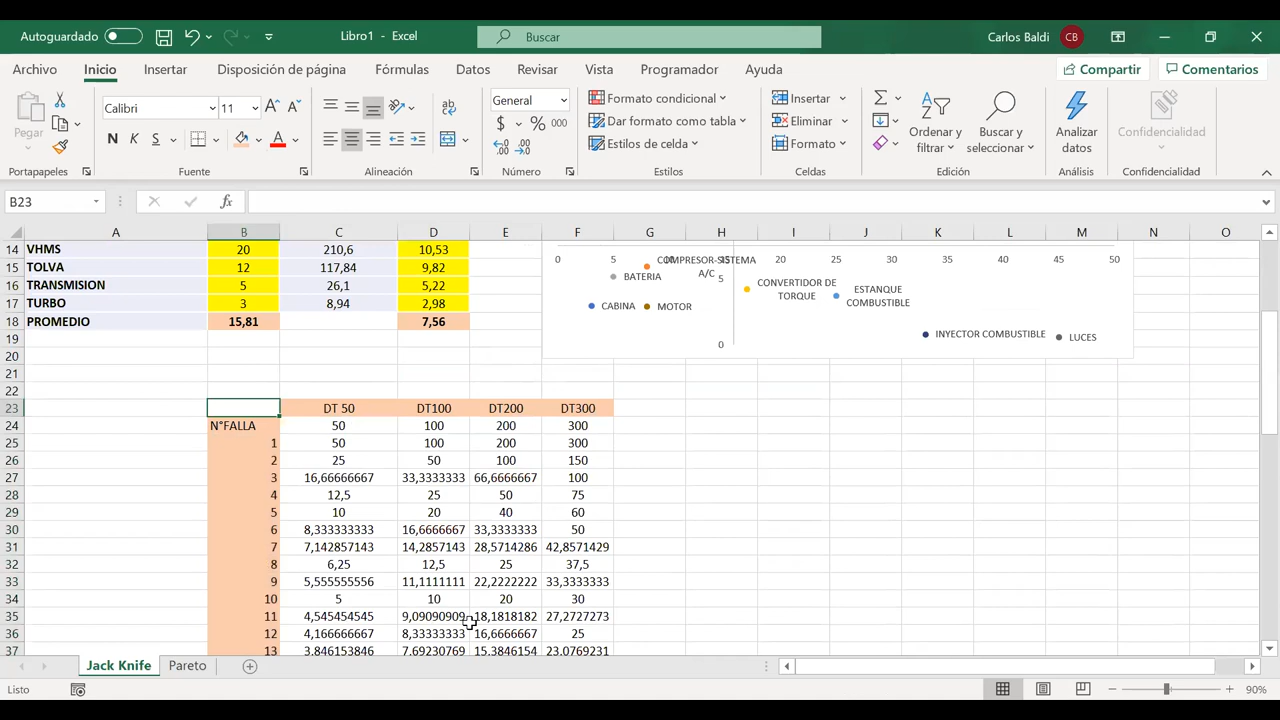 Autoguardado Libro1 - Excel Buscar Carlos Baldi CB
Archivo Inicio Insertar Disposición de página Fórmulas Datos Revisar Vista Programador Ayuda Compartir Comentarios
Pegar
Calibri 11
N K S
ab
General
$ % 000
Formato condicional
Dar formato como tabla
Estilos de celda
Insertar
Eliminar
Formato
Ordenar y filtrar
Buscar y seleccionar
Analizar datos
Confidencialidad
Portapapeles Fuente Alineación Número Estilos Celdas Edición Análisis Confidencialidad
B23 fx
A B C D E F G H I J K L M N O
14 VHMS 20 210,6 10,53
15 TOLVA 12 117,84 9,82
16 TRANSMISION 5 26,1 5,22
17 TURBO 3 8,94 2,98
18 PROMEDIO 15,81 7,56
19
20
21
22
0 5 10 15 20 25 30 35 40 45 50
COMPRESOR-SISTEMA A/C
BATERIA
5
CONVERTIDOR DE TORQUE
ESTANQUE COMBUSTIBLE
CABINA MOTOR
INYECTOR COMBUSTIBLE LUCES
0
23 DT 50 DT100 DT200 DT300
24 N°FALLA 50 100 200 300
25 1 50 100 200 300
26 2 25 50 100 150
27 3 16,66666667 33,3333333 66,6666667 100
28 4 12,5 25 50 75
29 5 10 20 40 60
30 6 8,333333333 16,6666667 33,3333333 50
31 7 7,142857143 14,2857143 28,5714286 42,8571429
32 8 6,25 12,5 25 37,5
33 9 5,555555556 11,1111111 22,2222222 33,3333333
34 10 5 10 20 30
35 11 4,545454545 9,09090909 18,1818182 27,2727273
36 12 4,166666667 8,33333333 16,6666667 25
37 13 3,846153846 7,69230769 15,3846154 23,0769231
Jack Knife Pareto
Listo 90%